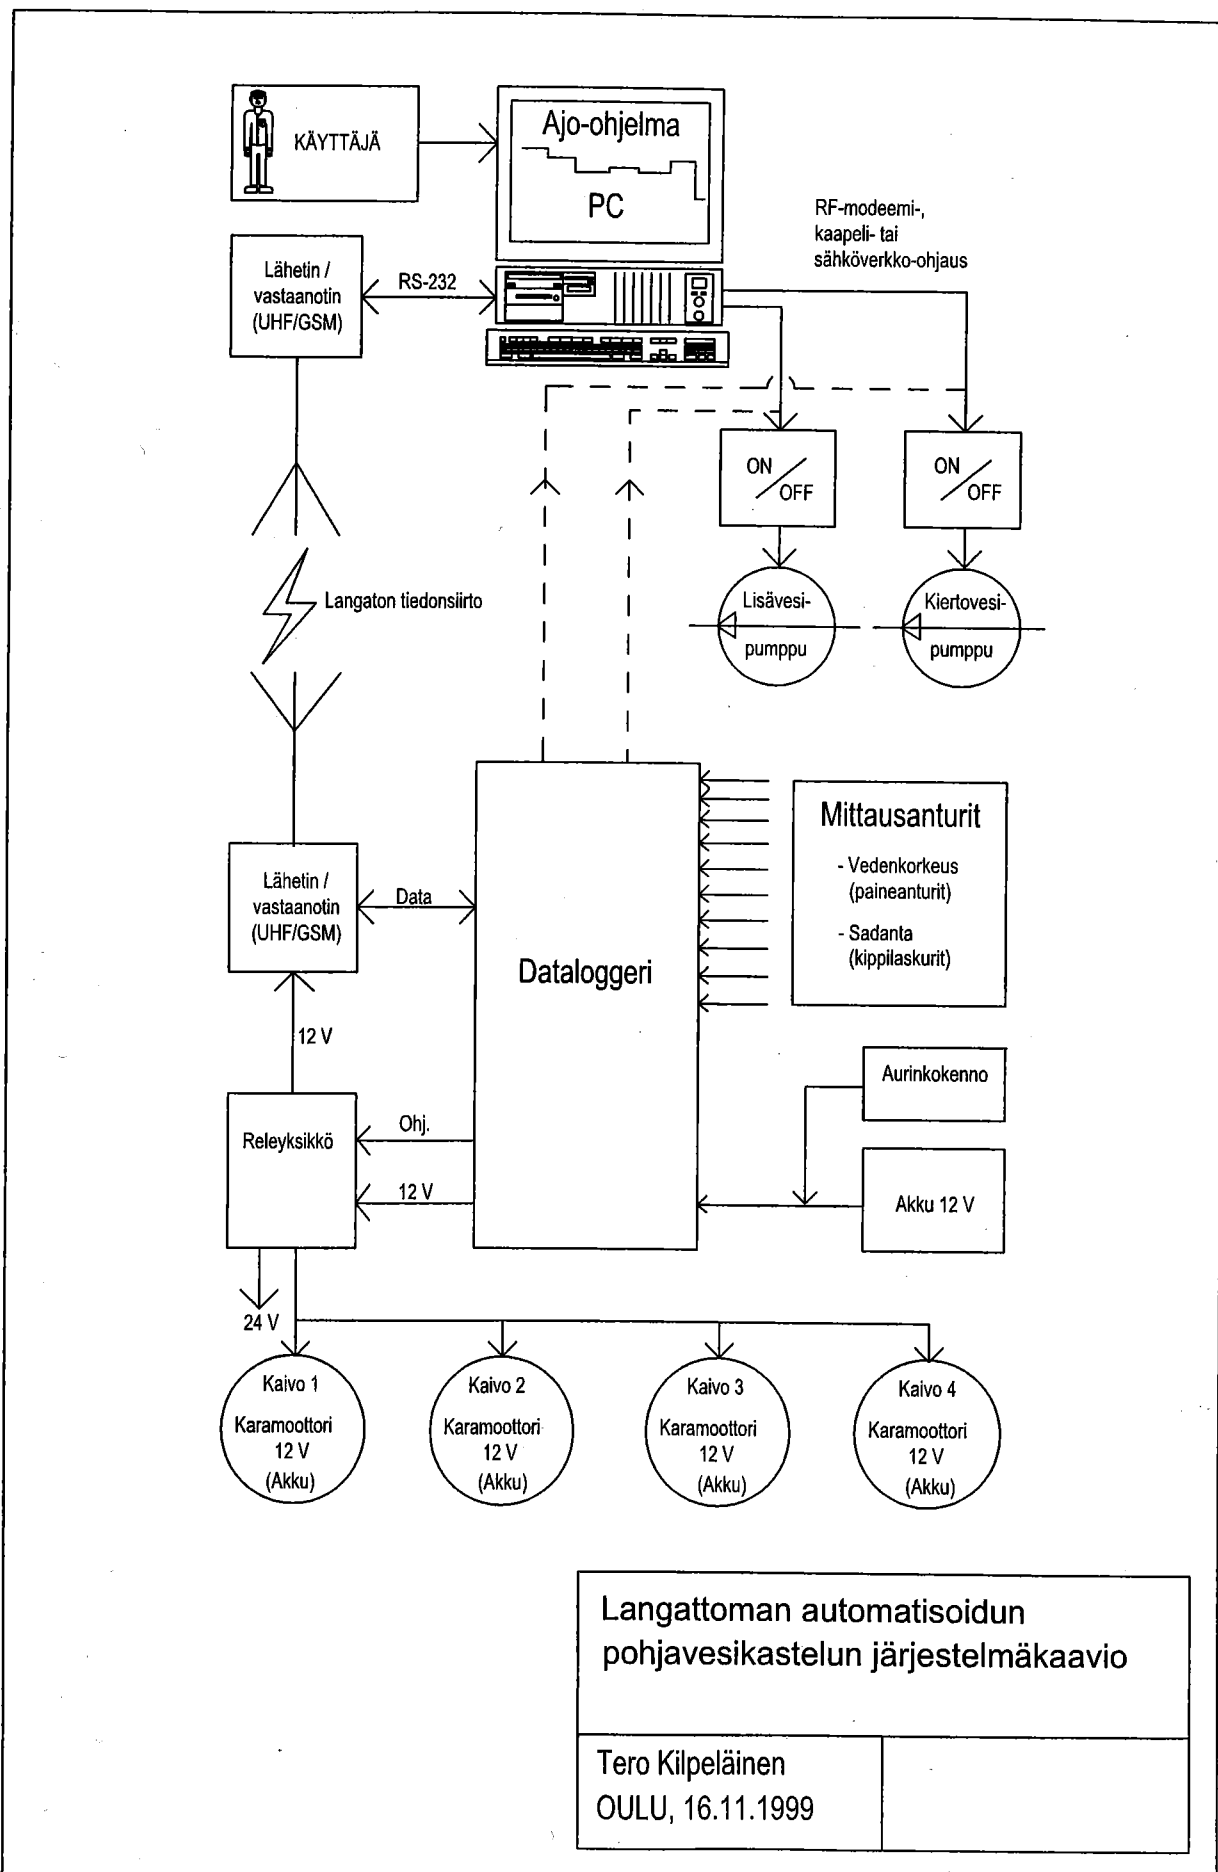 KÄYTTÄJÄ
Ajo-ohjelma
PC
RF-modeemi-,
kaapeli- tai
sähköverkko-ohjaus
Lähetin /
vastaanotin
(UHF/GSM)
RS-232
ON
OFF
ON
OFF
Langaton tiedonsiirto
Lisävesi-
pumppu
Kiertovesi-
pumppu
Mittausanturit
- Vedenkorkeus
(paineanturit)
- Sadanta
(kippilaskurit)
Lähetin /
vastaanotin
(UHF/GSM)
Data
Dataloggeri
12 V
Aurinkokenno
Releyksikkö
Ohj.
12 V
Akku 12 V
24 V
Kaivo 1
Karamoottori
12 V
(Akku)
Kaivo 2
Karamoottori
12 V
(Akku)
Kaivo 3
Karamoottori
12 V
(Akku)
Kaivo 4
Karamoottori
12 V
(Akku)
Langattoman automatisoidun
pohjavesikastelun järjestelmäkaavio
Tero Kilpeläinen
OULU, 16.11.1999